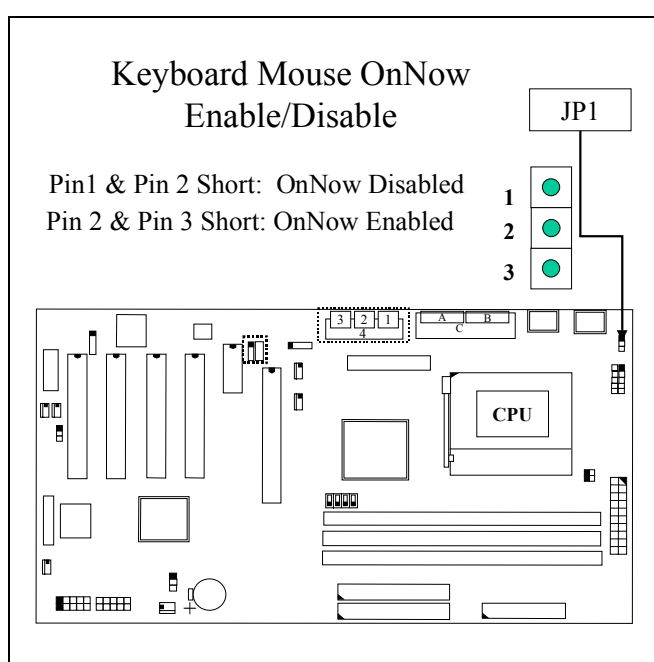 Keyboard Mouse OnNow
Enable/Disable
JP1
Pin1 & Pin 2 Short: OnNow Disabled
Pin 2 & Pin 3 Short: OnNow Enabled
1
2
3
3 2 1
4
A B
C
CPU
+